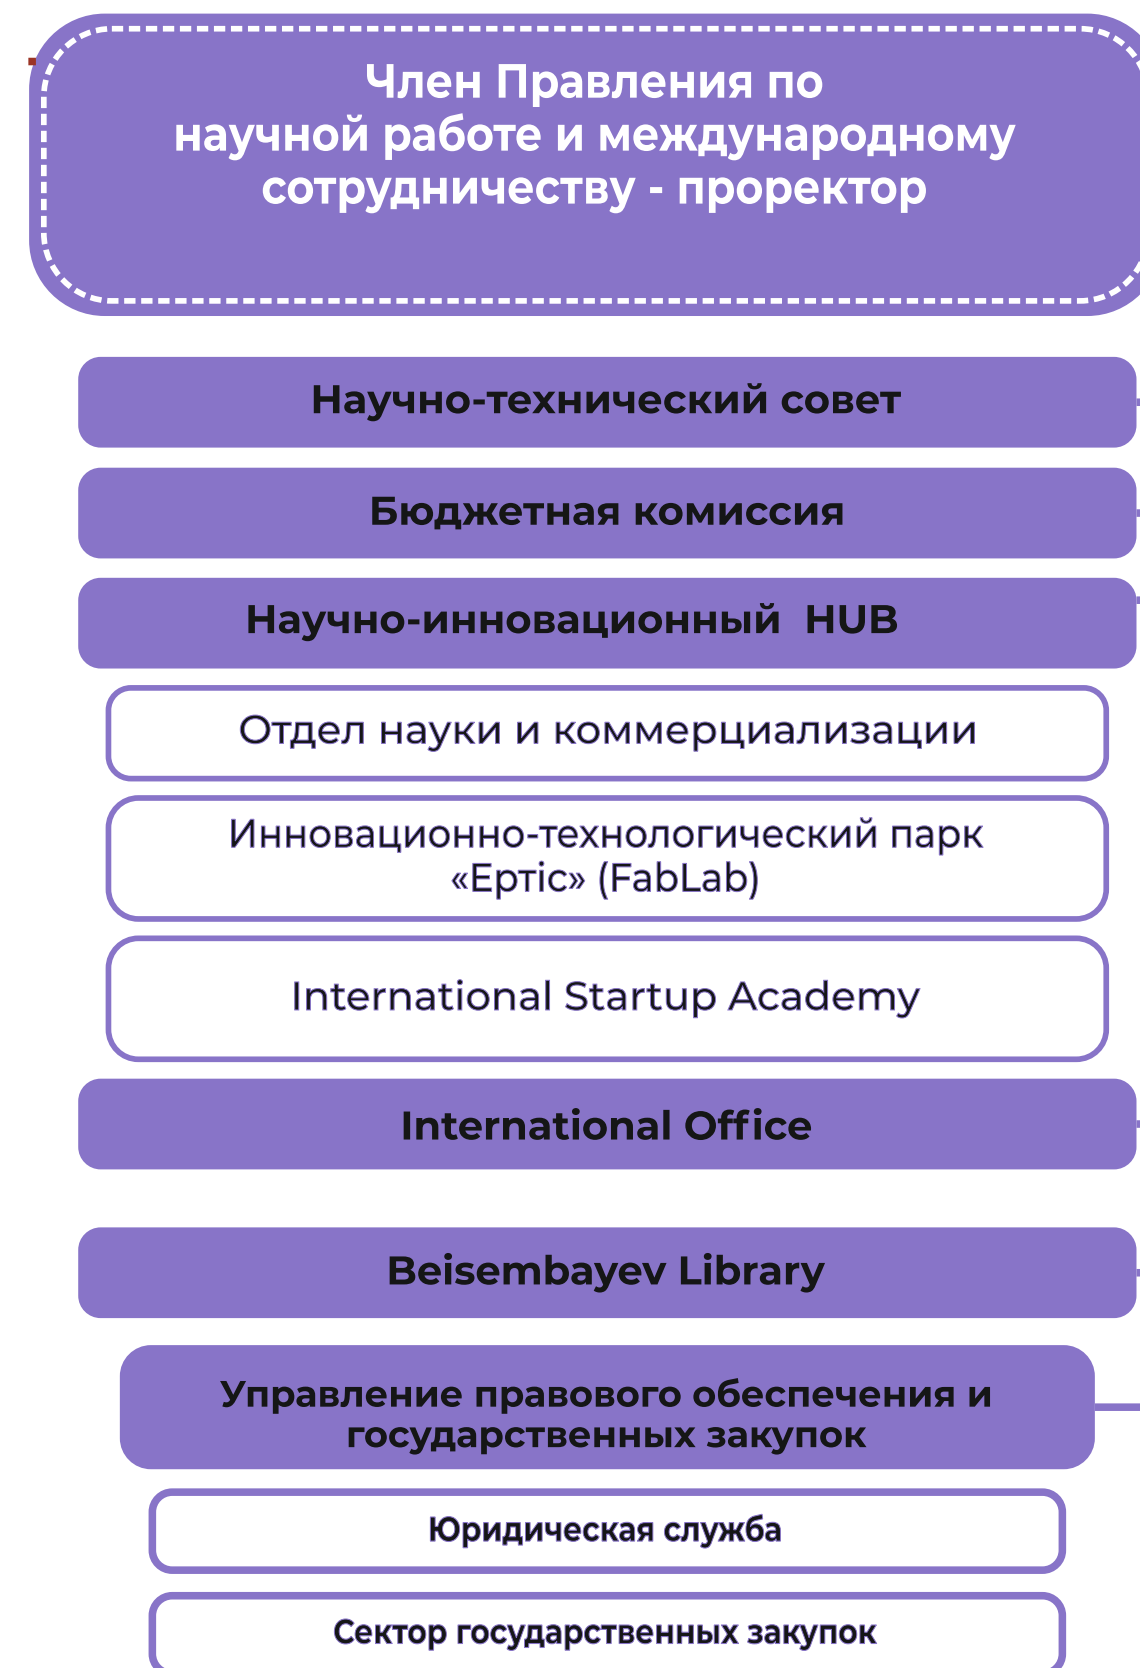 Член Правления по
научной работе и международному
сотрудничеству - проректор
Научно-технический совет
Бюджетная комиссия
Научно-инновационный HUB
Отдел науки и коммерциализации
Инновационно-технологический парк
«Ертіс» (FabLab)
International Startup Academy
International Office
Beisembayev Library
Управление правового обеспечения и
государственных закупок
Юридическая служба
Сектор государственных закупок